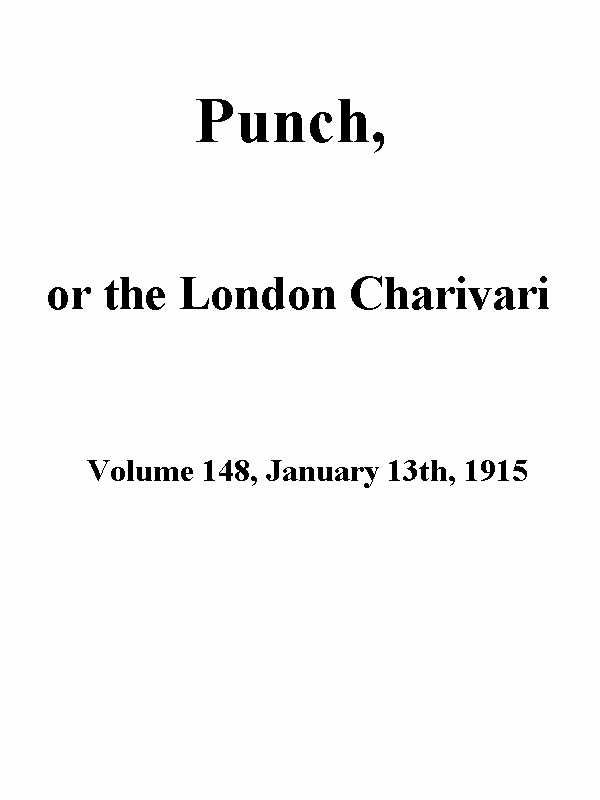 Punch,
or the London Charivari
Volume 148, January 13th, 1915